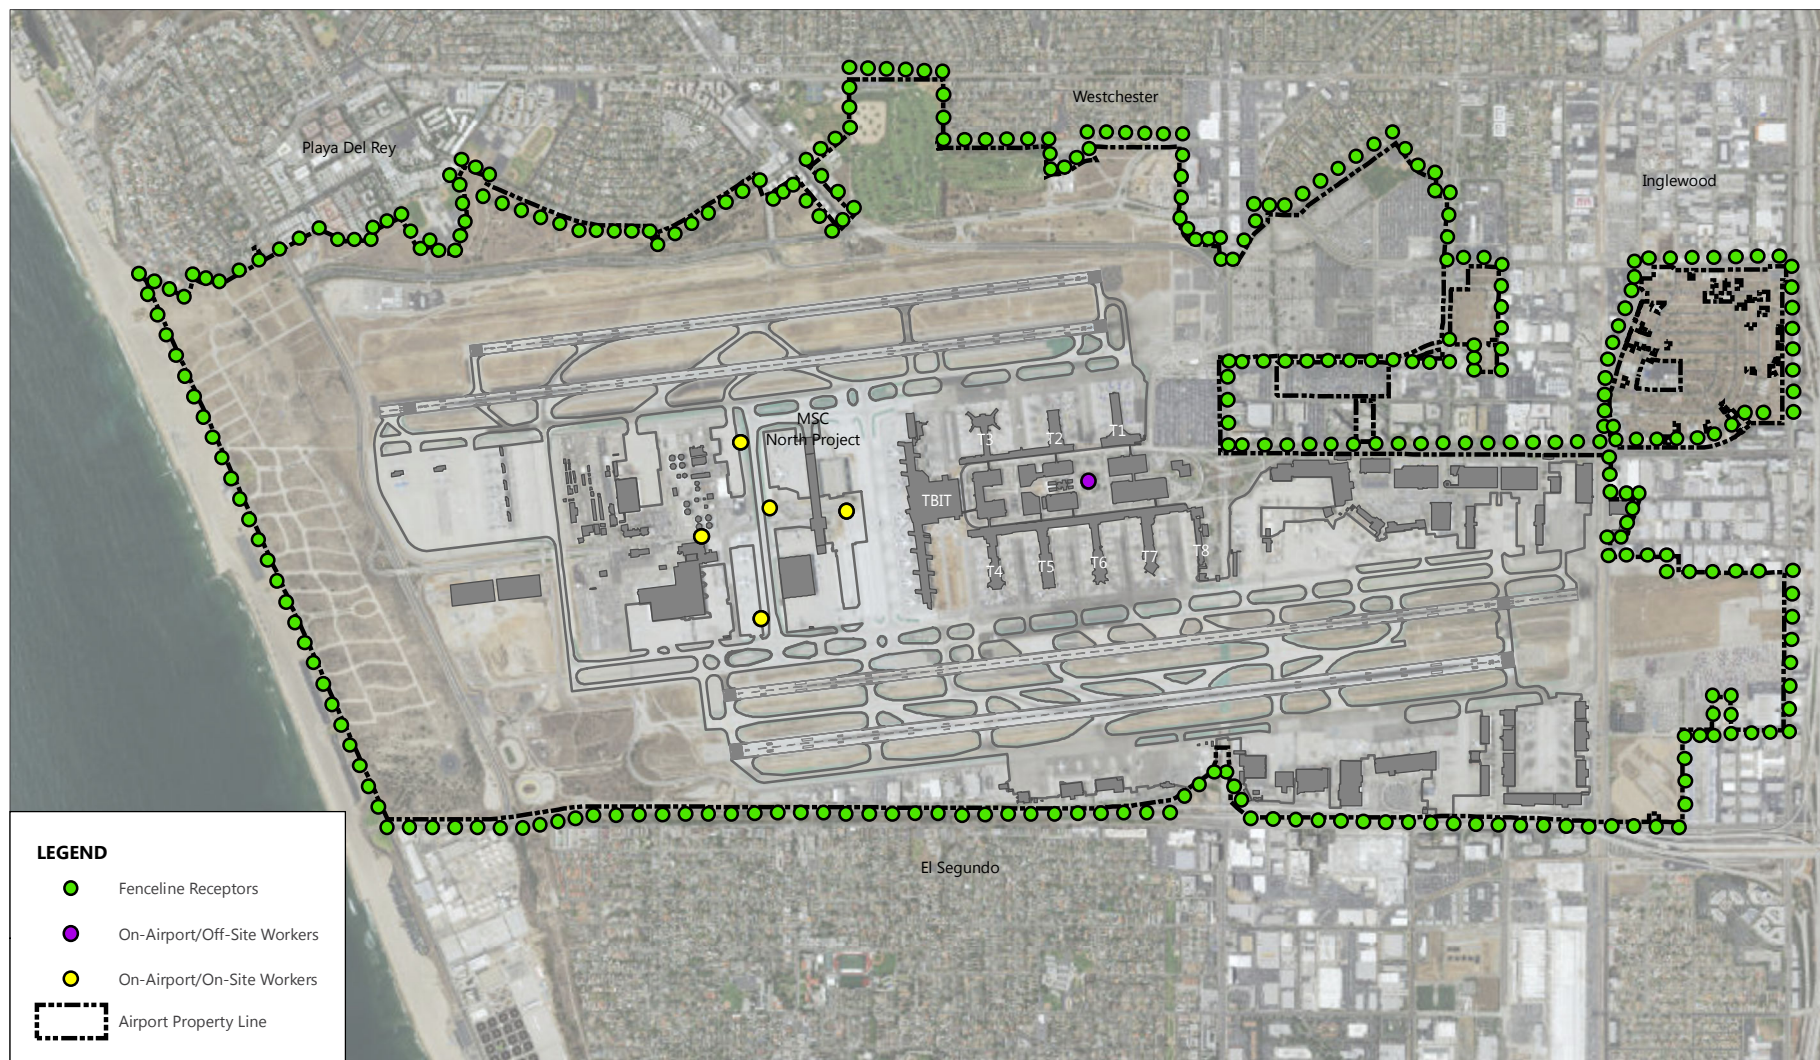 Westchester
Playa Del Rey
Inglewood
MSC
North Project
T3
T2
T1
TBIT
T4
T5
T6
T7
T8
El Segundo
LEGEND
Fenceline Receptors
On-Airport/Off-Site Workers
On-Airport/On-Site Workers
Airport Property Line